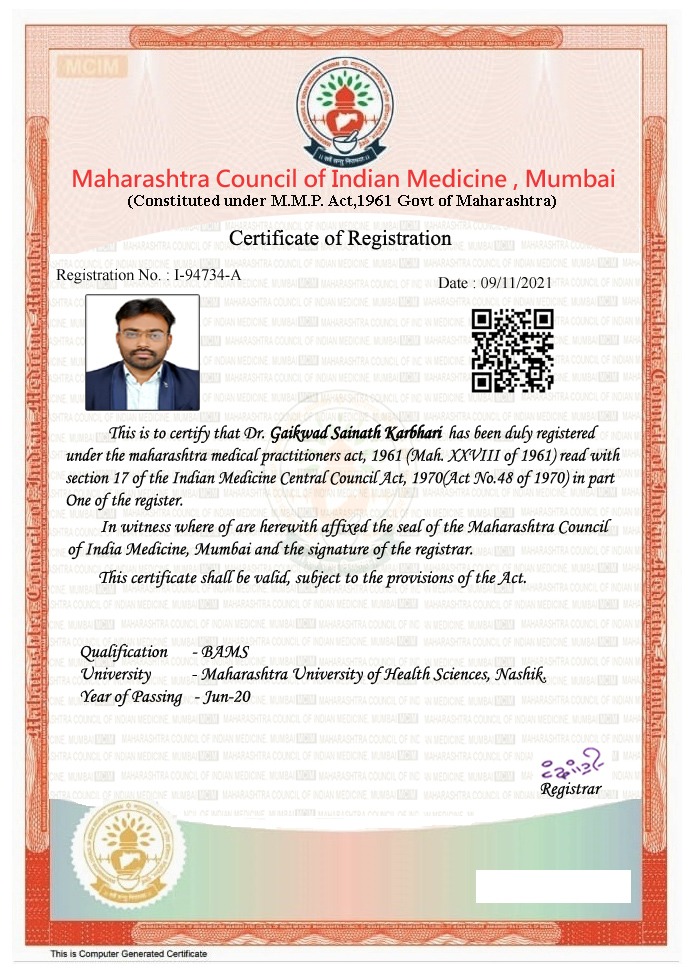 MCIM
Maharashtra Council of Indian Medicine , Mumbai
(Constituted under M.M.P. Act,1961 Govt of Maharashtra)
Certificate of Registration
Registration No. : I-94734-A
Date : 09/11/2021
This is to certify that Dr. Gaikwad Sainath Karbhari has been duly registered
under the maharashtra medical practitioners act, 1961 (Mah. XXVIII of 1961) read with
section 17 of the Indian Medicine Central Council Act, 1970(Act No.48 of 1970) in part
One of the register.
In witness where of are herewith affixed the seal of the Maharashtra Council
of India Medicine, Mumbai and the signature of the registrar.
This certificate shall be valid, subject to the provisions of the Act.
Qualification - BAMS
University - Maharashtra University of Health Sciences, Nashik.
Year of Passing - Jun-20
Registrar
This is Computer Generated Certificate